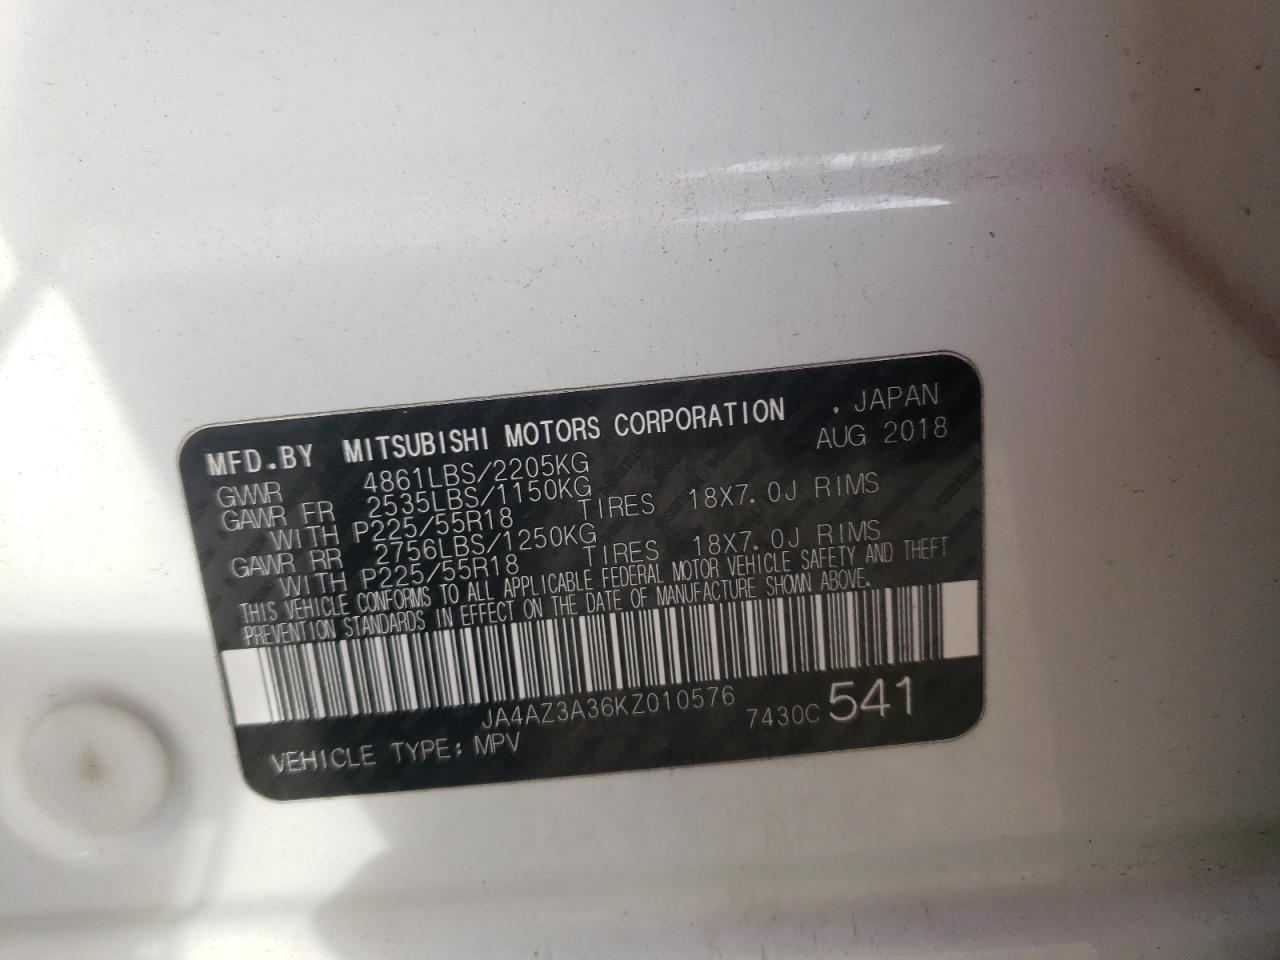 MFD.BY MITSUBISHI MOTORS CORPORATION , JAPAN
GVWR 4861LBS/2205KG AUG 2018
GAWR FR 2535LBS/1150KG
WITH P225/55R18 TIRES 18X7.0J RIMS
GAWR RR 2756LBS/1250KG
WITH P225/55R18 TIRES 18X7.0J RIMS
THIS VEHICLE CONFORMS TO ALL APPLICABLE FEDERAL MOTOR VEHICLE SAFETY AND THEFT
PREVENTION STANDARDS IN EFFECT ON THE DATE OF MANUFACTURE SHOWN ABOVE.
JA4AZ3A36KZ010576 7430C 541
VEHICLE TYPE: MPV